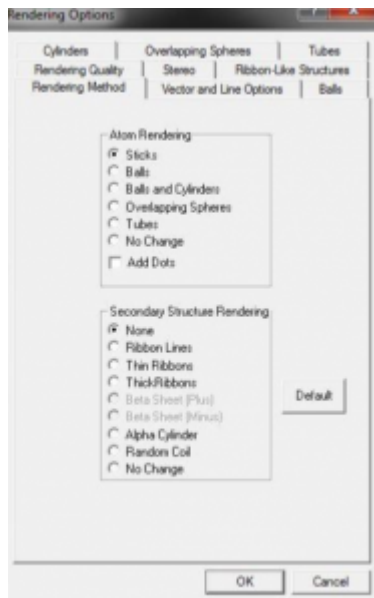 Rendering Options
Cylinders Overlapping Spheres Tubes
Rendering Quality Stereo Ribbon-Like Structures
Rendering Method Vector and Line Options Balls
Atom Rendering
Sticks
Balls
Balls and Cylinders
Overlapping Spheres
Tubes
No Change
Add Dots
Secondary Structure Rendering
None
Ribbon Lines
Thin Ribbons
ThickRibbons
Beta Sheet (Plus)
Default
Beta Sheet (Minus)
Alpha Cylinder
Random Coil
No Change
OK Cancel